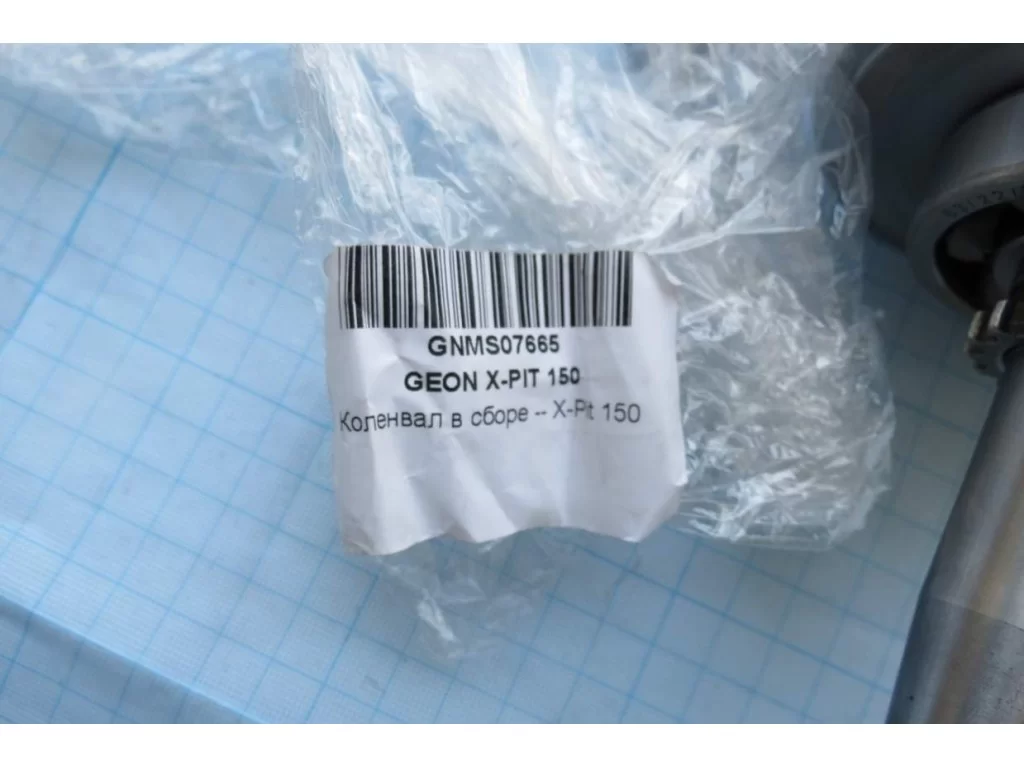 GNMS07665
GEON X-PIT 150
Коленвал в сборе -- X-Pit 150